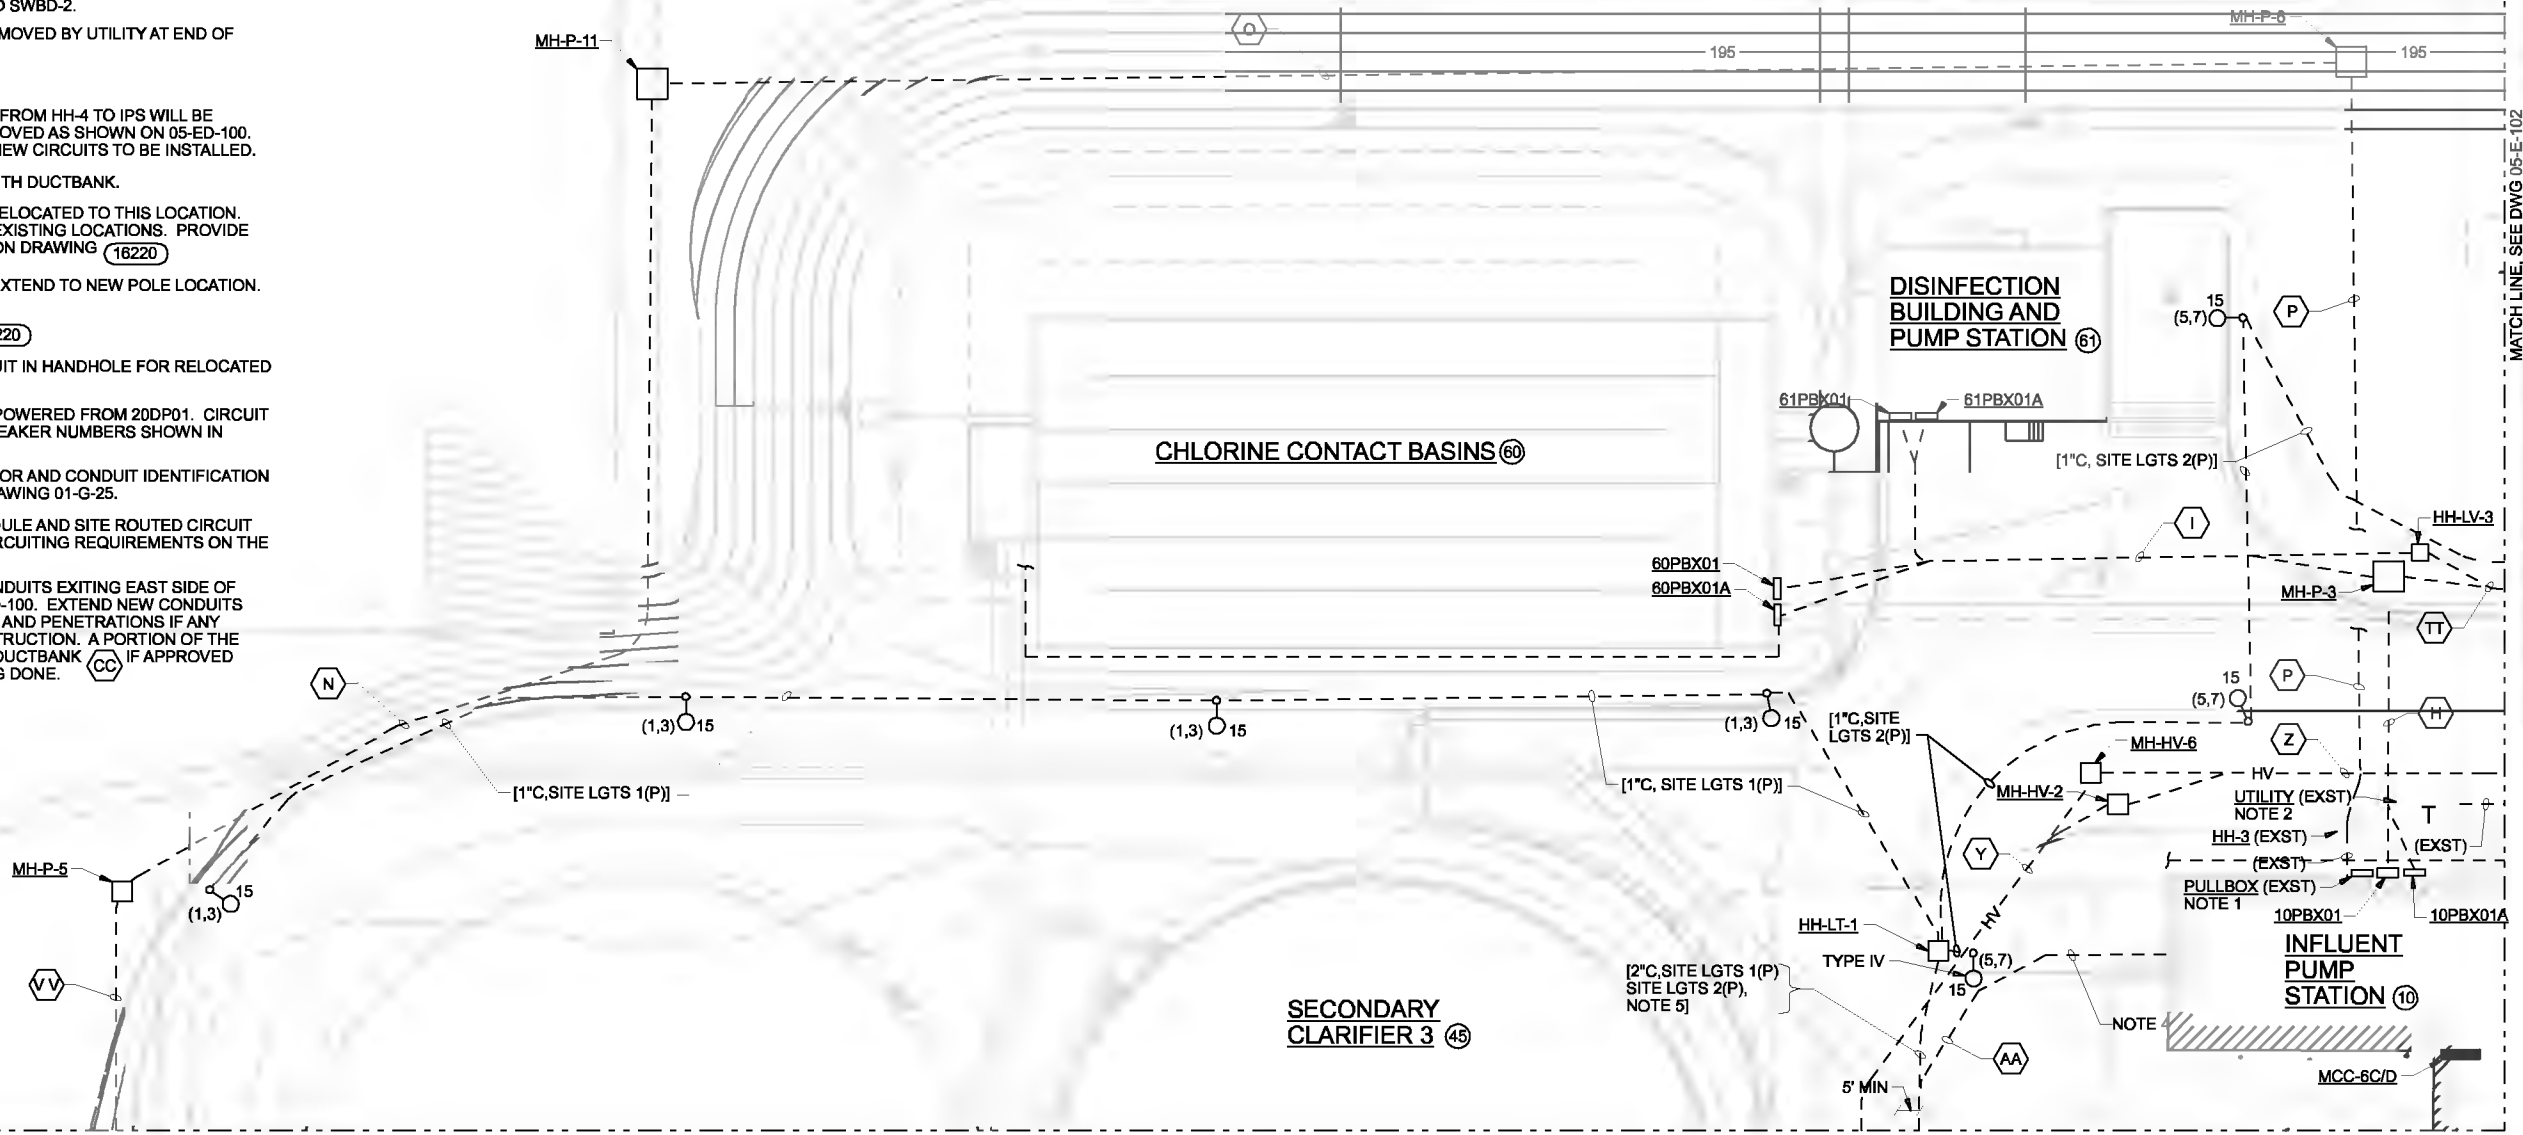 D SWBD-2.
MOVED BY UTILITY AT END OF
FROM HH-4 TO IPS WILL BE
OVED AS SHOWN ON 05-ED-100.
NEW CIRCUITS TO BE INSTALLED.
TH DUCTBANK.
ELOCATED TO THIS LOCATION.
EXISTING LOCATIONS. PROVIDE
ON DRAWING 16220
XTEND TO NEW POLE LOCATION.
220
UIT IN HANDHOLE FOR RELOCATED
POWERED FROM 20DP01. CIRCUIT
EAKER NUMBERS SHOWN IN
OR AND CONDUIT IDENTIFICATION
AWING 01-G-25.
DULE AND SITE ROUTED CIRCUIT
RCUITING REQUIREMENTS ON THE
NDUITS EXITING EAST SIDE OF
D-100. EXTEND NEW CONDUITS
AND PENETRATIONS IF ANY
TRUCTION. A PORTION OF THE
DUCTBANK CC IF APPROVED
G DONE.
MH-P-11
O
195
MH-P-6
195
MATCH LINE, SEE DWG 05-E-102
DISINFECTION
BUILDING AND
PUMP STATION 61
15
(5,7)
P
61PBX01
61PBX01A
CHLORINE CONTACT BASINS 60
[1"C, SITE LGTS 2(P)]
I
HH-LV-3
60PBX01
60PBX01A
MH-P-3
TT
N
(1,3) 15
(1,3) 15
(1,3) 15
15
(5,7)
P
H
[1"C,SITE
LGTS 2(P)]
Z
MH-HV-6
HV
[1"C,SITE LGTS 1(P)]
[1"C, SITE LGTS 1(P)]
MH-HV-2
UTILITY (EXST)
NOTE 2
T
HH-3 (EXST)
(EXST)
Y
(EXST)
PULLBOX (EXST)
NOTE 1
10PBX01
10PBX01A
MH-P-5
15
(1,3)
HV
HH-LT-1
TYPE IV
(5,7)
15
INFLUENT
PUMP
STATION 10
VV
[2"C,SITE LGTS 1(P)
SITE LGTS 2(P),
NOTE 5]
SECONDARY
CLARIFIER 3 45
NOTE 4
AA
5' MIN
MCC-6C/D